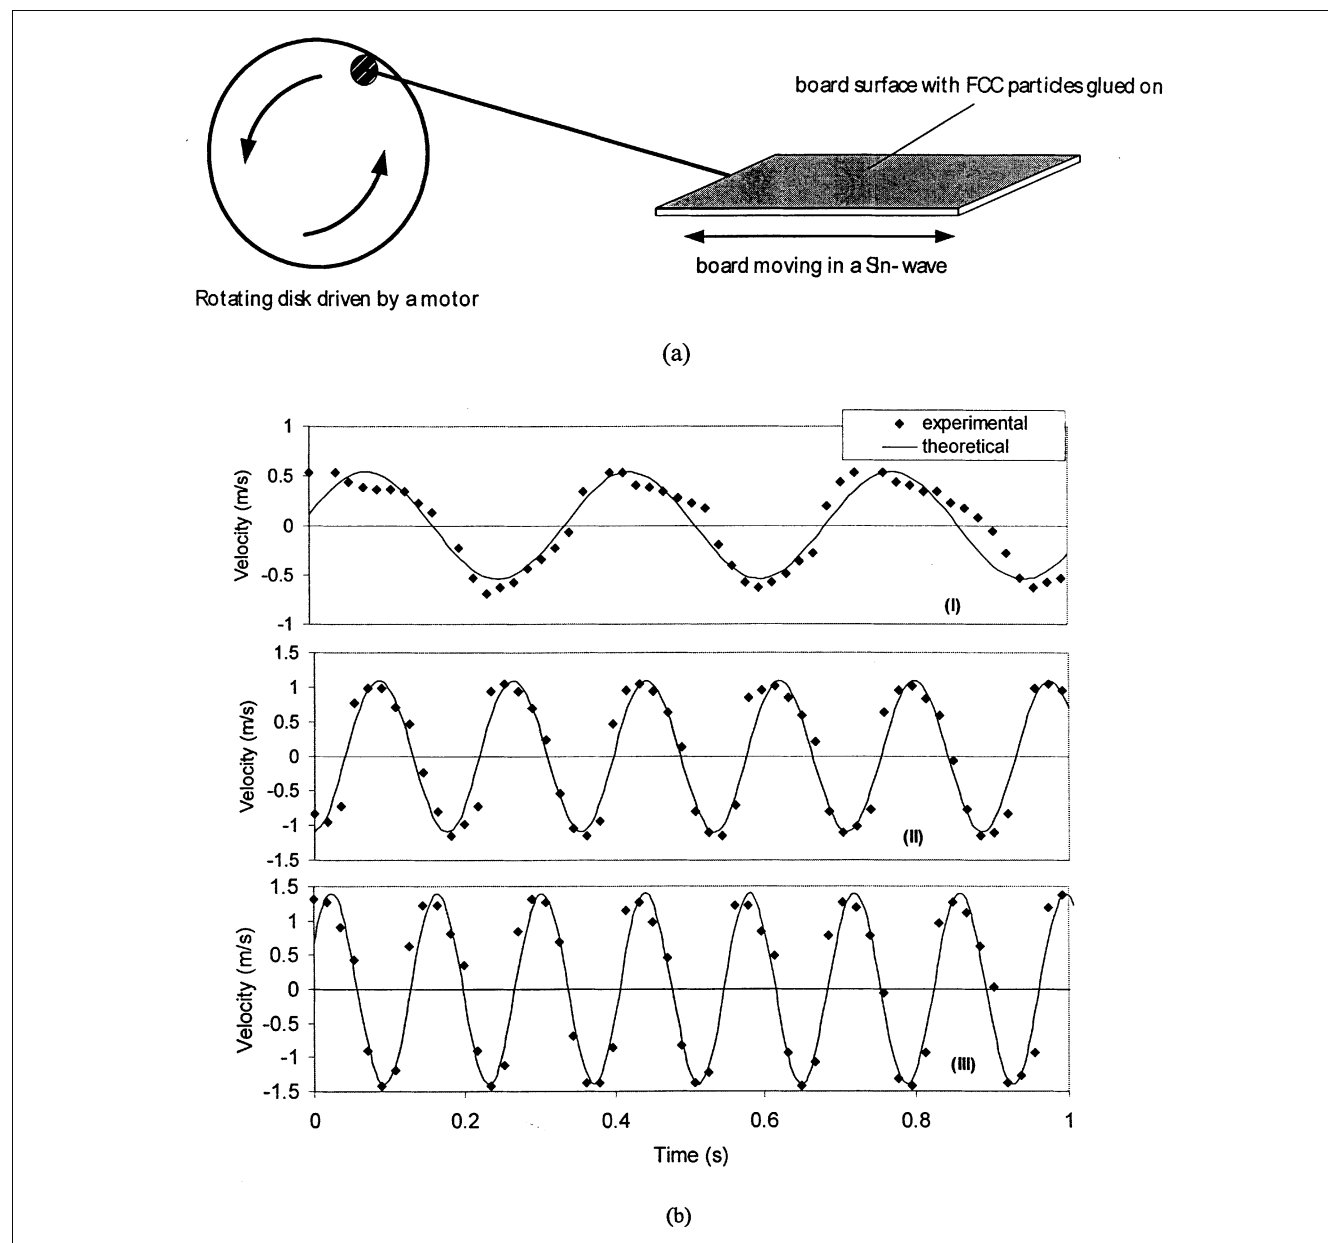 board surface with FCC particles glued on
board moving in a Sin-wave
Rotating disk driven by a motor
(a)
experimental
theoretical
1
0.5
0
-0.5
-1
Velocity (m/s)
(I)
1.5
1
0.5
0
-0.5
-1
-1.5
Velocity (m/s)
(II)
1.5
1
0.5
0
-0.5
-1
-1.5
Velocity (m/s)
(III)
0 0.2 0.4 0.6 0.8 1
Time (s)
(b)